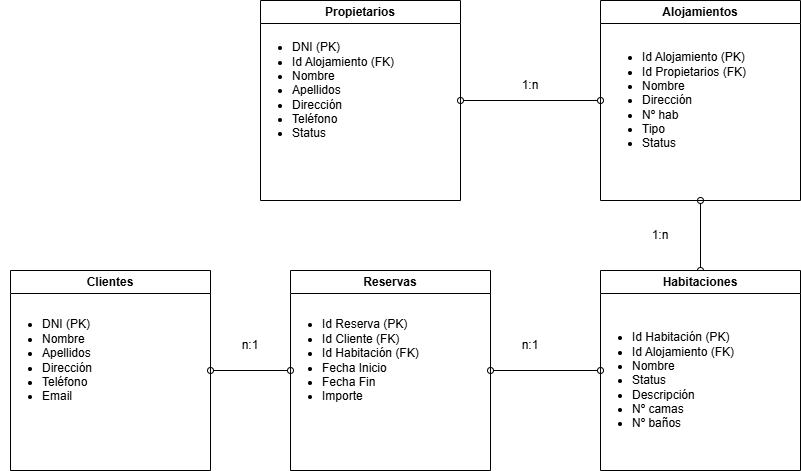 Propietarios
DNI (PK)
Id Alojamiento (FK)
Nombre
Apellidos
Dirección
Teléfono
Status
1:n
Alojamientos
Id Alojamiento (PK)
Id Propietarios (FK)
Nombre
Dirección
Nº hab
Tipo
Status
1:n
Clientes
DNI (PK)
Nombre
Apellidos
Dirección
Teléfono
Email
n:1
Reservas
Id Reserva (PK)
Id Cliente (FK)
Id Habitación (FK)
Fecha Inicio
Fecha Fin
Importe
n:1
Habitaciones
Id Habitación (PK)
Id Alojamiento (FK)
Nombre
Status
Descripción
Nº camas
Nº baños